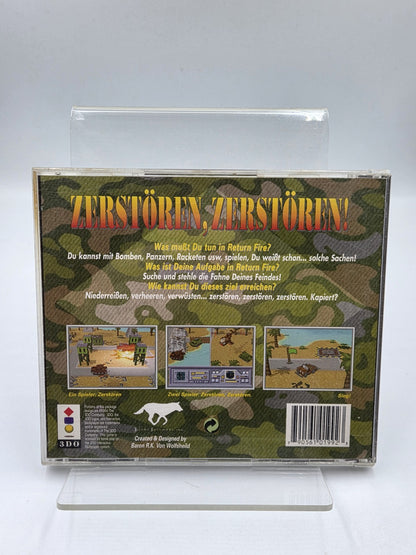 ZERSTÖREN, ZERSTÖREN!
Was mußt Du tun in Return Fire?
Du kannst mit Bomben, Panzern, Racketen usw, spielen, Du weißt schon... solche Sachen!
Was ist Deine Aufgabe in Return Fire?
Suche und stehle die Fahne Deines Feindes!
Wie kannst Du dieses ziel erreichen?
Niederreißen, verheeren, verwüsten... zerstören, zerstören, zerstören. Kapiert?
Ein Spieler: Zerstören
Zwei Spieler: Zerstören, Zerstören.
Sieg!
3DO
Created & Designed by
Baron R.K. Von Wolfsheild
90561 01992